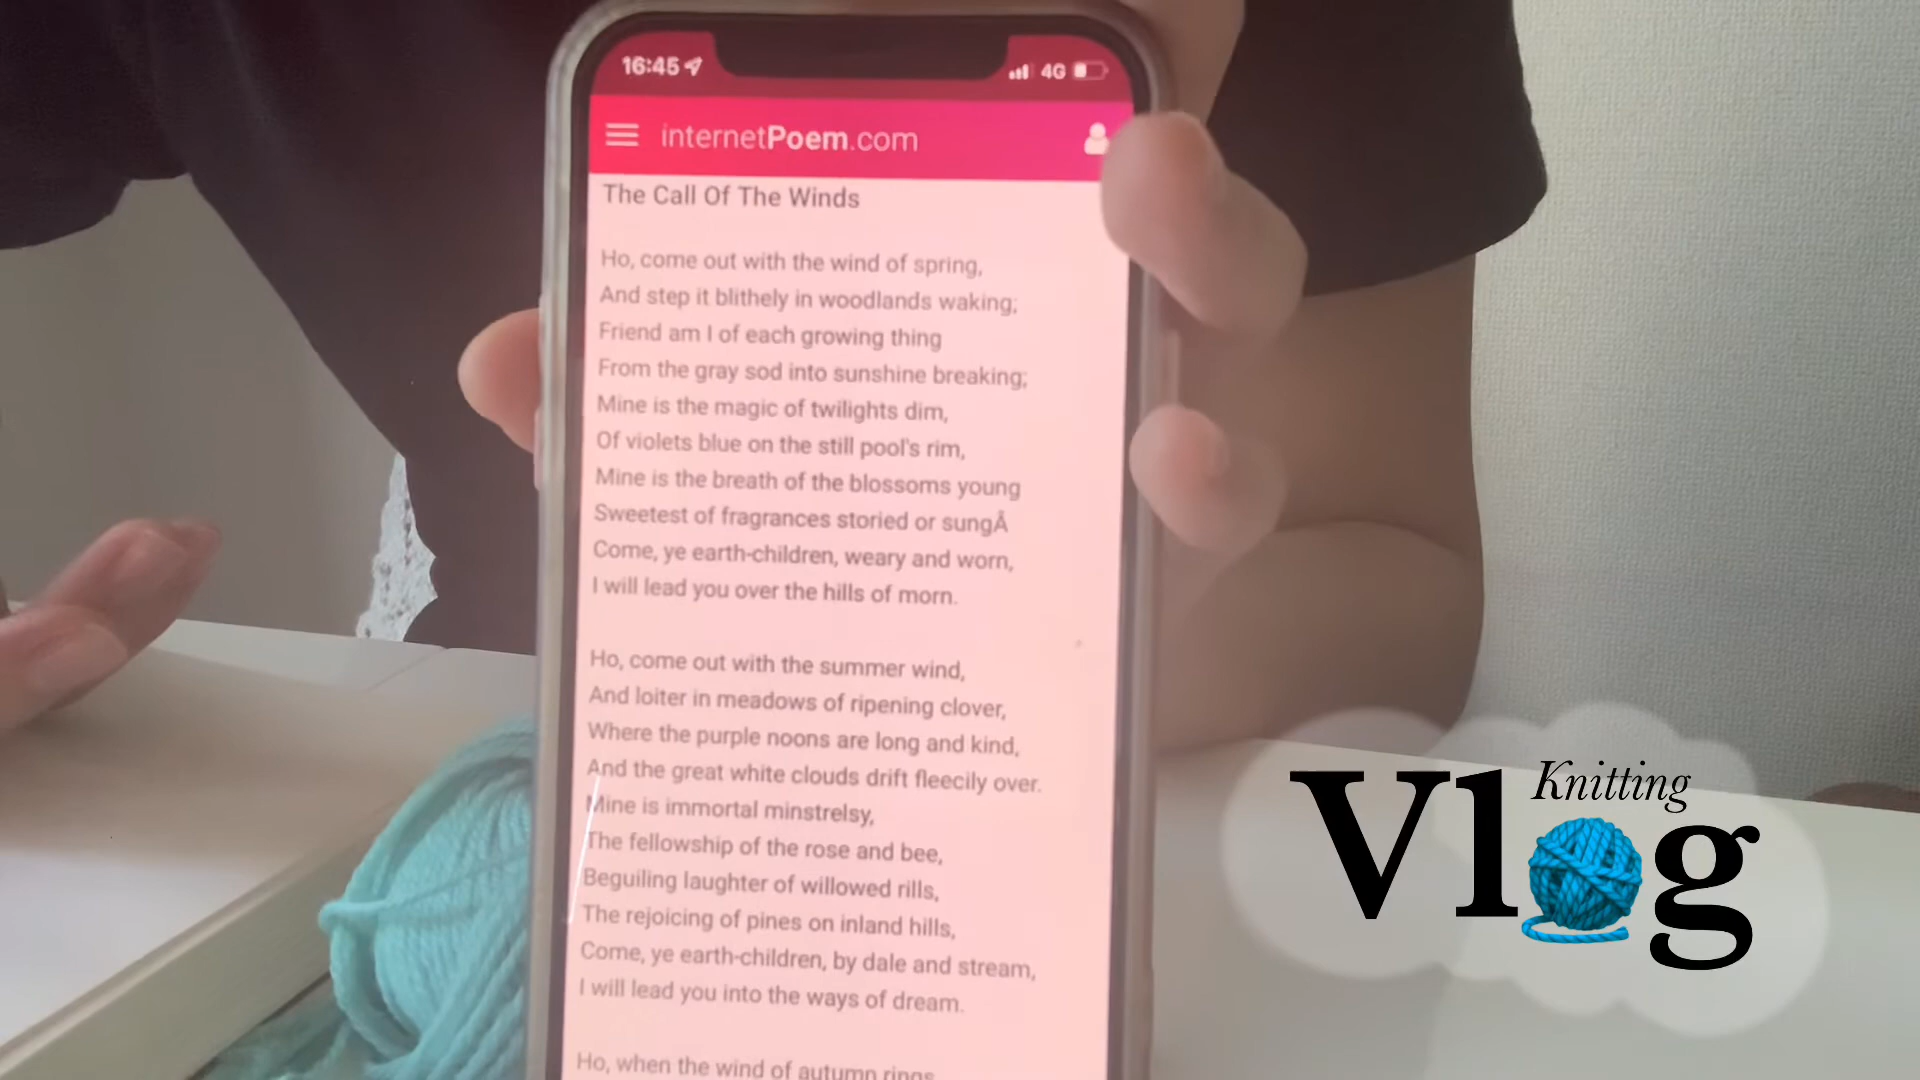 16:45
4G
internetPoem.com
The Call Of The Winds
Ho, come out with the wind of spring,
And step it blithely in woodlands waking;
Friend am I of each growing thing
From the gray sod into sunshine breaking;
Mine is the magic of twilights dim,
Of violets blue on the still pool's rim,
Mine is the breath of the blossoms young
Sweetest of fragrances storied or sungÂ
Come, ye earth-children, weary and worn,
I will lead you over the hills of morn.
Ho, come out with the summer wind,
And loiter in meadows of ripening clover,
Where the purple noons are long and kind,
And the great white clouds drift fleecily over.
Mine is immortal minstrelsy,
The fellowship of the rose and bee,
Beguiling laughter of willowed rills,
The rejoicing of pines on inland hills,
Come, ye earth-children, by dale and stream,
I will lead you into the ways of dream.
Ho, when the wind of autumn rings
Knitting
Vlog